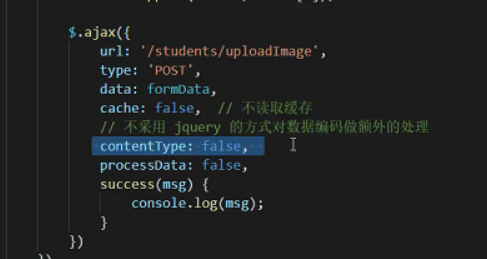 $.ajax({
url: '/students/uploadImage',
type: 'POST',
data: formData,
cache: false,  // 不读取缓存
// 不采用 jquery 的方式对数据编码做额外的处理
contentType: false,
processData: false,
success(msg) {
console.log(msg);
}
})